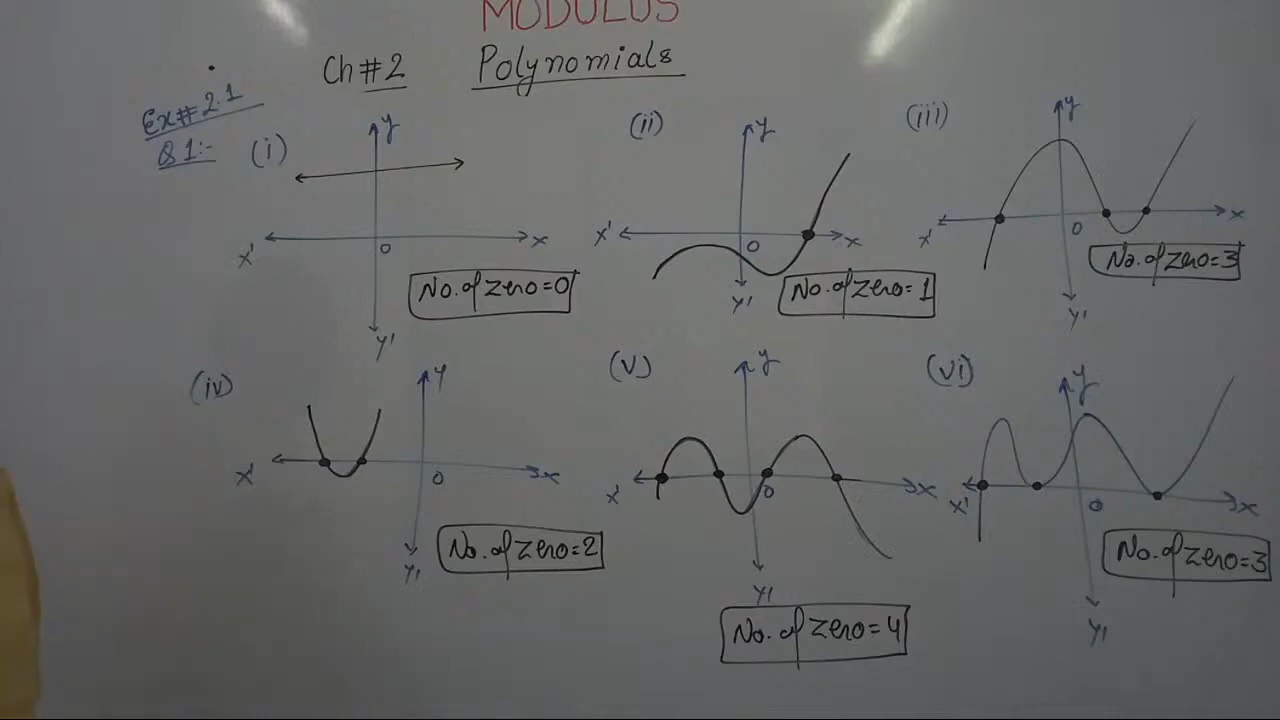 MODULUS
Ch#2 Polynomials
Ex#2.1
Q1:- (i)
y
x' 0 x
y'
No. of zero=0
(ii)
y
x' 0 x
y'
No. of zero=1
(iii)
y
x' 0 x
y'
No. of zero=3
(iv)
y
x' 0 x
y'
No. of zero=2
(v)
y
x' 0 x
y'
No. of zero=4
(vi)
y
x' 0 x
y'
No. of zero=3